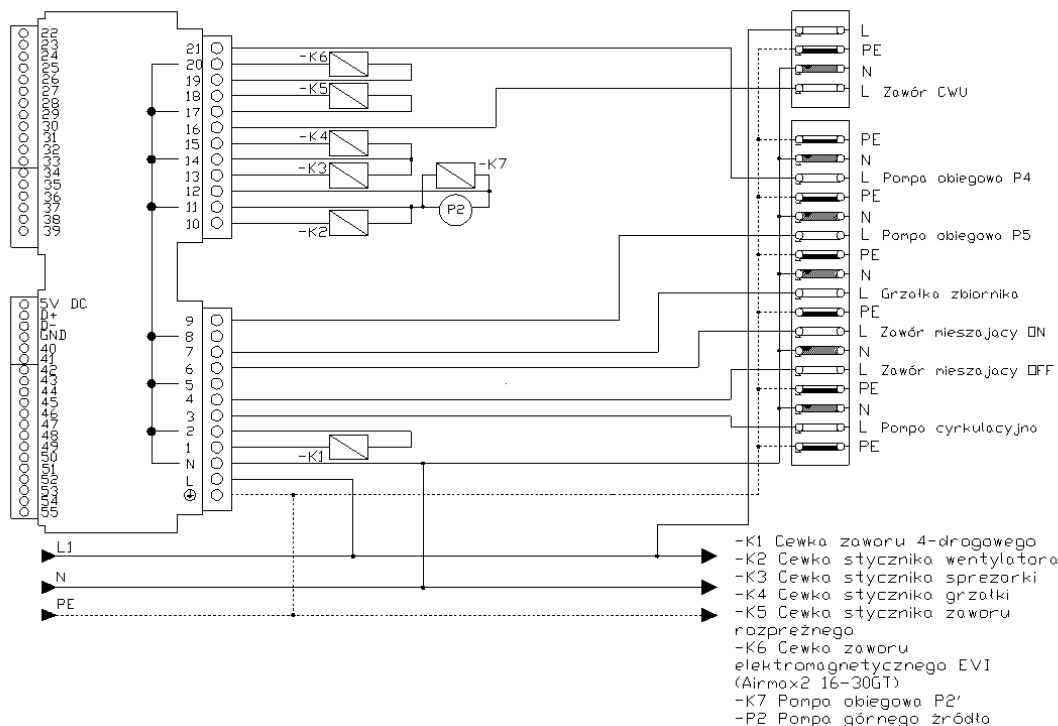 22
23
24
25
26
27
28
29
30
31
32
33
34
35
36
37
38
39
5V DC
D+
D-
GND
40
41
42
43
44
45
46
47
48
49
50
51
52
53
54
55
21
20
19
18
17
16
15
14
13
12
11
10
9
8
7
6
5
4
3
2
1
N
L
-K6
-K5
-K4
-K3
-K7
P2
-K2
-K1
L
PE
N
L Zawór CWU
PE
N
L Pompa obiegowa P4
PE
N
L Pompa obiegowa P5
PE
N
L Grzałka zbiornika
PE
L Zawór mieszajacy ON
N
L Zawór mieszajacy OFF
PE
N
L Pompa cyrkulacyjna
PE
L1
N
PE
-K1 Cewka zaworu 4-drogowego
-K2 Cewka stycznika wentylatora
-K3 Cewka stycznika sprezarki
-K4 Cewka stycznika grzałki
-K5 Cewka stycznika zaworu
rozprężnego
-K6 Cewka zaworu
elektromagnetycznego EVI
(Airmax2 16-30GT)
-K7 Pompa obiegowa P2'
-P2 Pompa górnego źródła